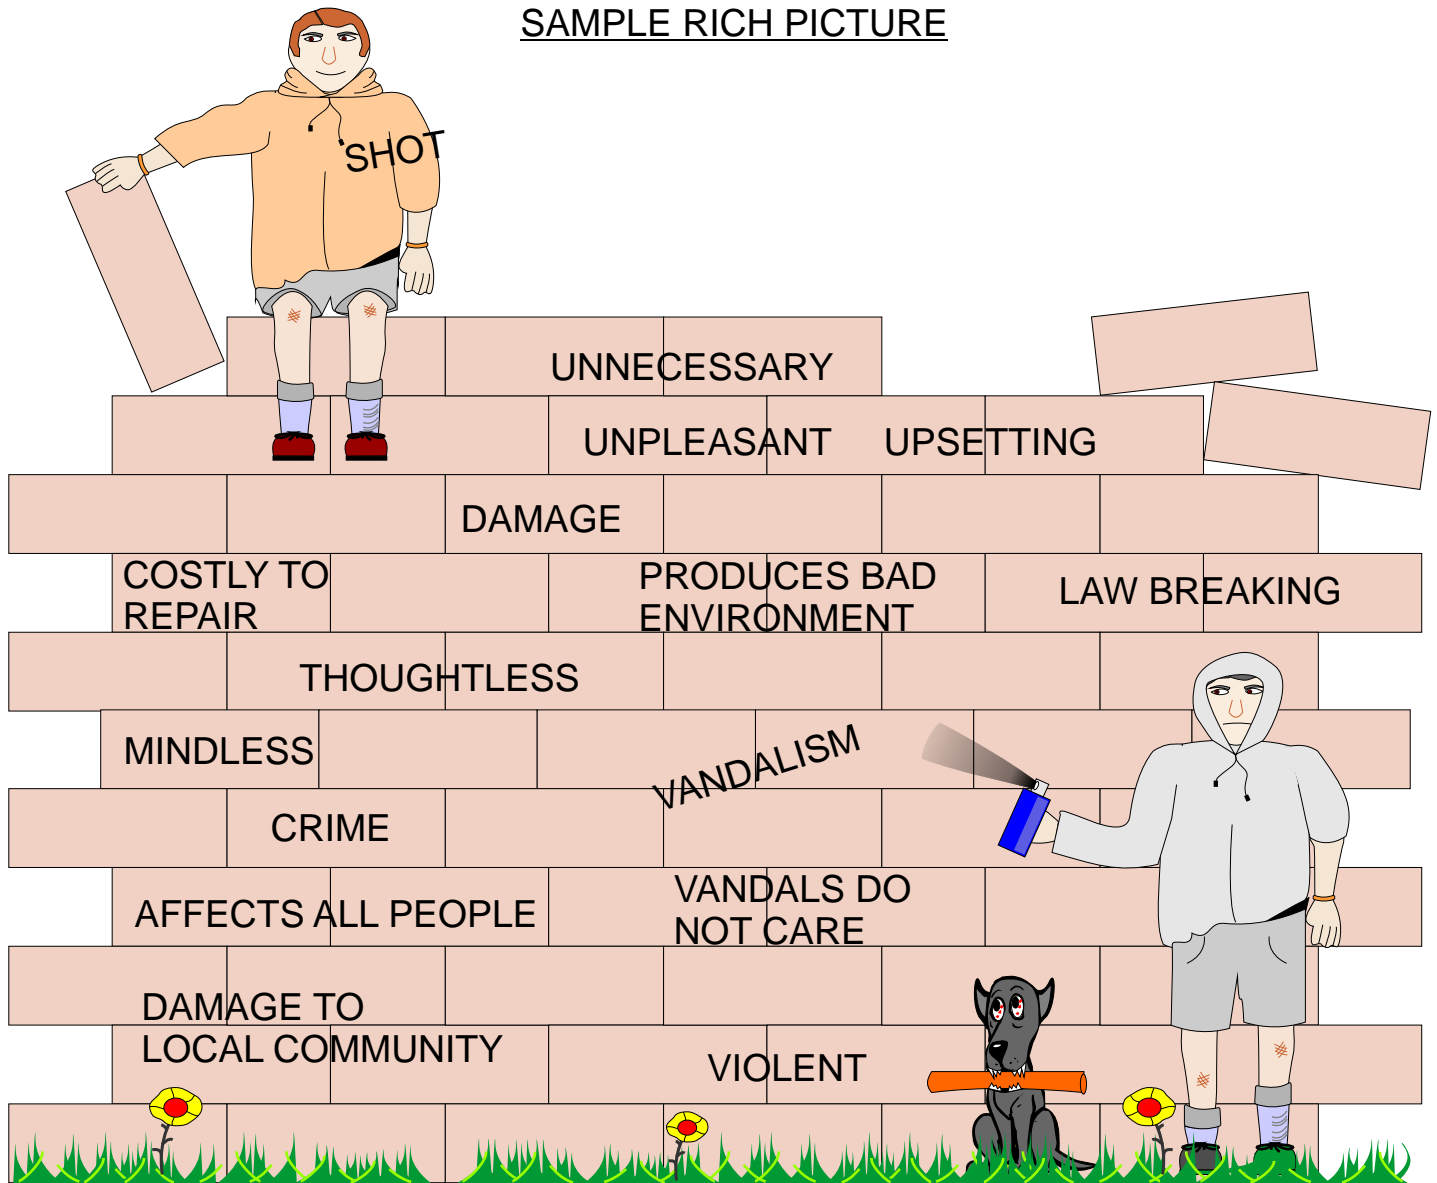 SAMPLE RICH PICTURE
SHOT
UNNECESSARY
UNPLEASANT
UPSETTING
DAMAGE
COSTLY TO
REPAIR
PRODUCES BAD
ENVIRONMENT
LAW BREAKING
THOUGHTLESS
MINDLESS
VANDALISM
CRIME
AFFECTS ALL PEOPLE
VANDALS DO
NOT CARE
DAMAGE TO
LOCAL COMMUNITY
VIOLENT